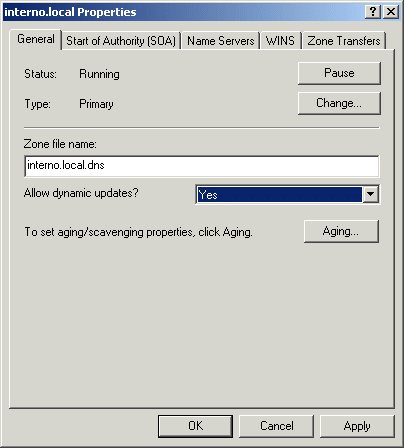 interno.local Properties
General Start of Authority (SOA) Name Servers WINS Zone Transfers
Status: Running Pause
Type: Primary Change...
Zone file name:
interno.local.dns
Allow dynamic updates? Yes
To set aging/scavenging properties, click Aging. Aging...
OK Cancel Apply